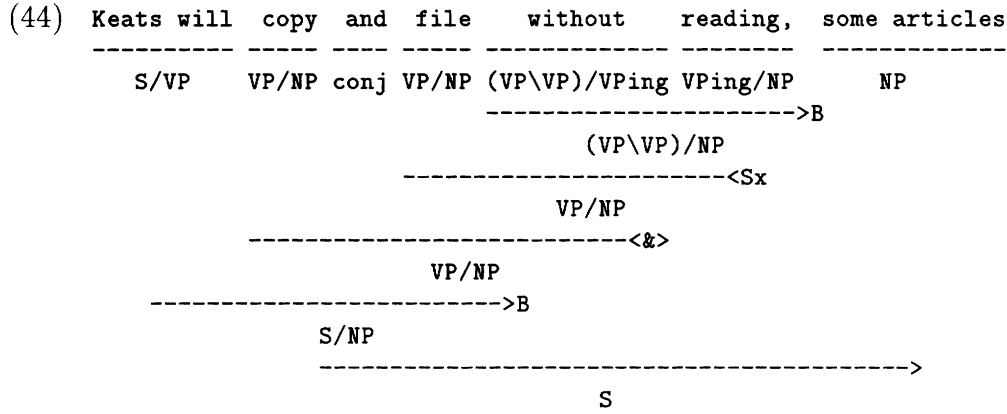 (44) Keats will copy and file without reading, some articles
---------- ----- ---- ----- ------------- -------- -------------
S/VP VP/NP conj VP/NP (VP\VP)/VPing VPing/NP NP
---------------------->B
(VP\VP)/NP
-----------------------<Sx
VP/NP
---------------------------<&>
VP/NP
------------------------->B
S/NP
------------------------------------------>
S